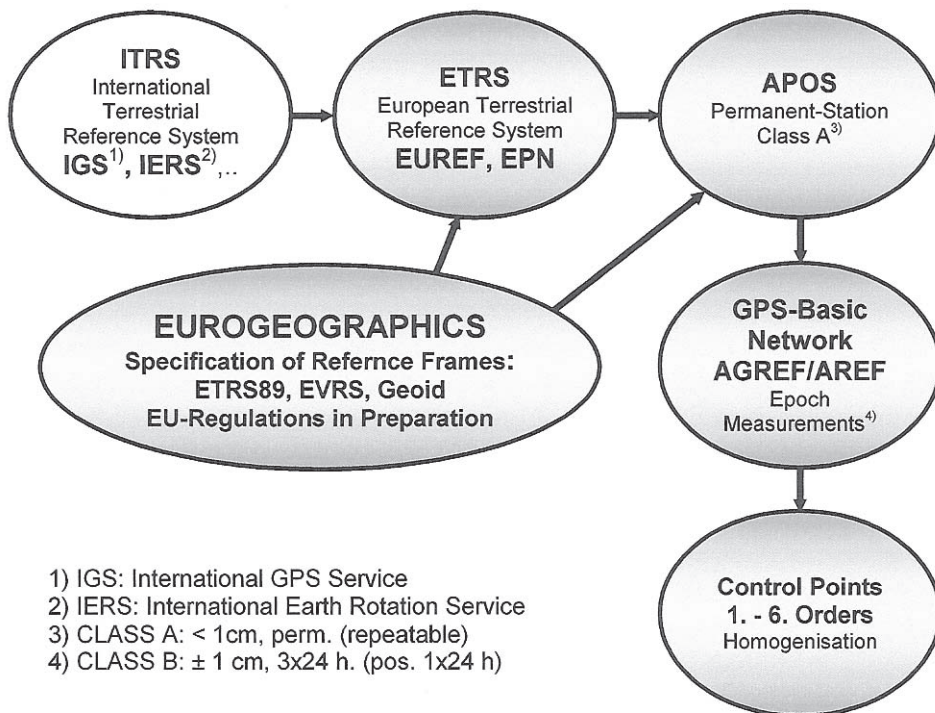 ITRS
International
Terrestrial
Reference System
IGS1), IERS2),..
ETRS
European Terrestrial
Reference System
EUREF, EPN
APOS
Permanent-Station
Class A3)
EUROGEOGRAPHICS
Specification of Refernce Frames:
ETRS89, EVRS, Geoid
EU-Regulations in Preparation
GPS-Basic
Network
AGREF/AREF
Epoch
Measurements4)
Control Points
1. - 6. Orders
Homogenisation
1) IGS: International GPS Service
2) IERS: International Earth Rotation Service
3) CLASS A: < 1cm, perm. (repeatable)
4) CLASS B: ± 1 cm, 3x24 h. (pos. 1x24 h)